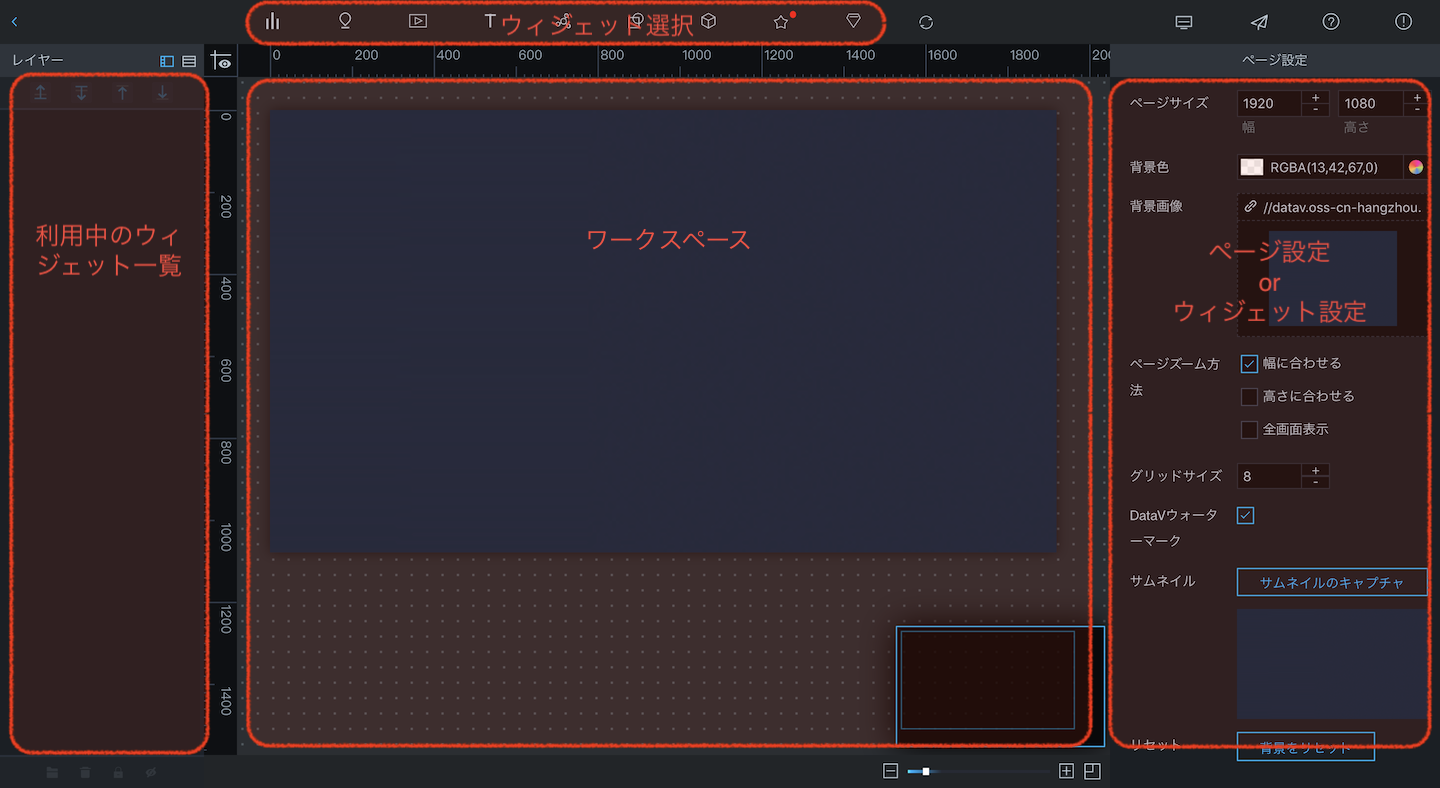 ウィジェット選択
レイヤー
0 200 400 600 800 1000 1200 1400 1600 1800
ページ設定
0
200
400
600
800
1000
1200
1400
利用中のウィ
ジェット一覧
ワークスペース
ページサイズ 1920 + - 1080 + -
幅 高さ
背景色 RGBA(13,42,67,0)
背景画像 //datav.oss-cn-hangzhou.
ページ設定
or
ウィジェット設定
ページズーム方
法
幅に合わせる
高さに合わせる
全画面表示
グリッドサイズ 8 + -
DataVウォータ
ーマーク
サムネイル サムネイルのキャプチャ
リセット 背景をリセット